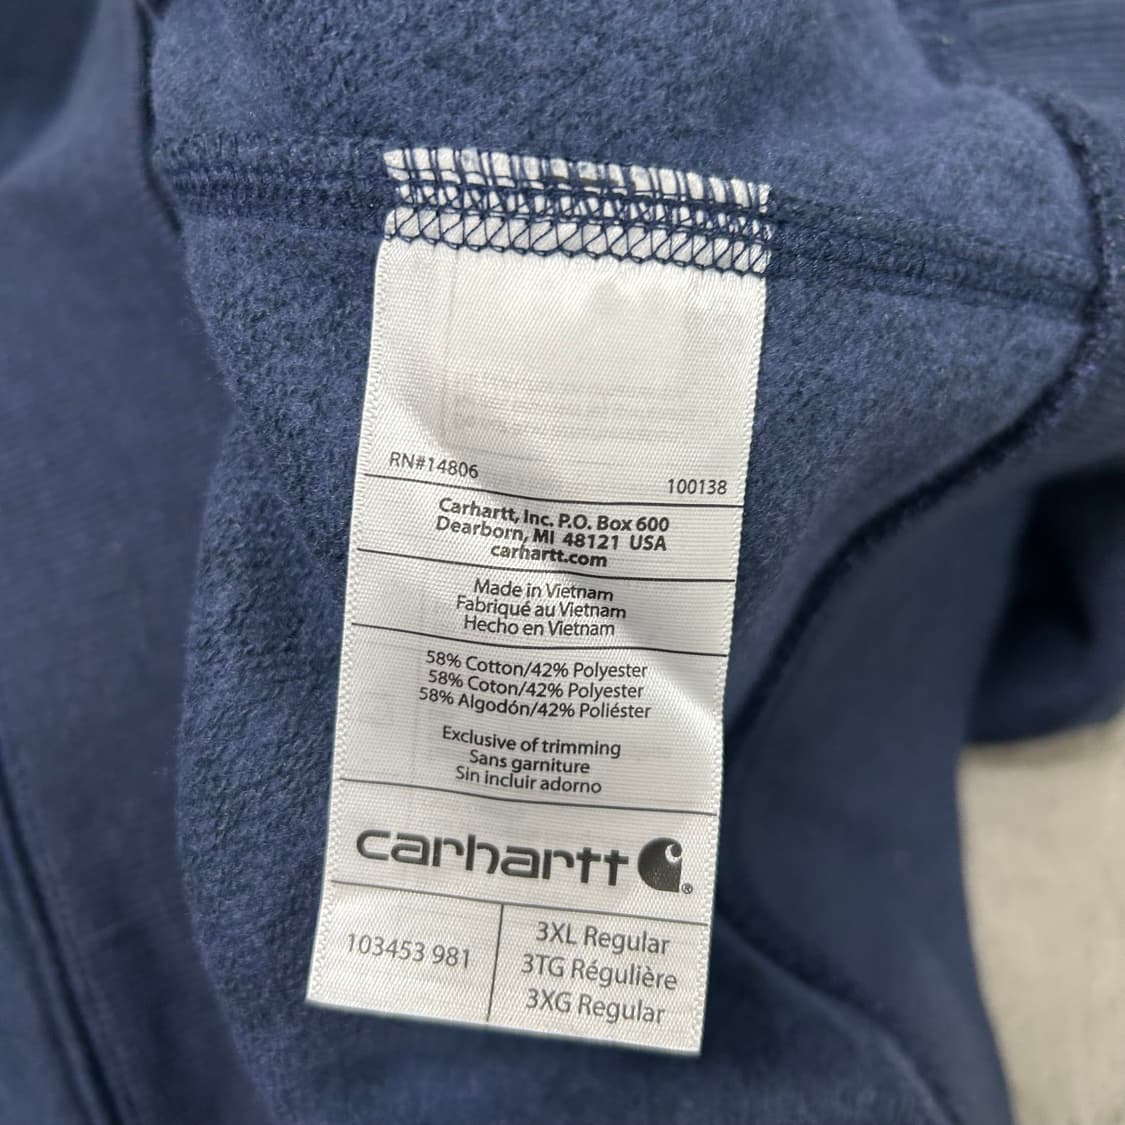 RN#14806
100138
Carhartt, Inc. P.O. Box 600
Dearborn, MI 48121 USA
carhartt.com
Made in Vietnam
Fabriqué au Vietnam
Hecho en Vietnam
58% Cotton/42% Polyester
58% Coton/42% Polyester
58% Algodón/42% Poliéster
Exclusive of trimming
Sans garniture
Sin incluir adorno
carhartt ®
103453 981
3XL Regular
3TG Régulière
3XG Regular